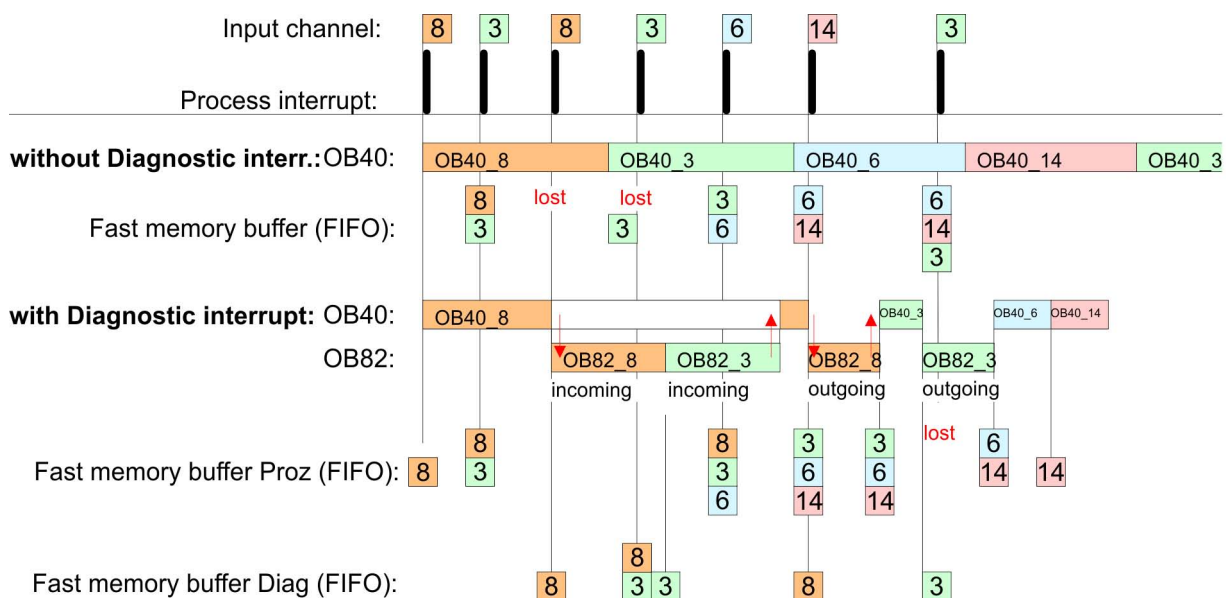 Input channel: 8 3 8 3 6 14 3
Process interrupt:
without Diagnostic interr.: OB40: OB40_8 OB40_3 OB40_6 OB40_14 OB40_3
lost lost
8 3 6 6
Fast memory buffer (FIFO): 3 3 6 14 14
3
with Diagnostic interrupt: OB40: OB40_8 OB40_3 OB40_6 OB40_14
OB82: OB82_8 OB82_3 OB82_8 OB82_3
incoming incoming outgoing outgoing
lost
8 8 3 3 6
Fast memory buffer Proz (FIFO): 8 3 3 6 6 14 14
6 14 14
8
Fast memory buffer Diag (FIFO): 8 3 3 8 3